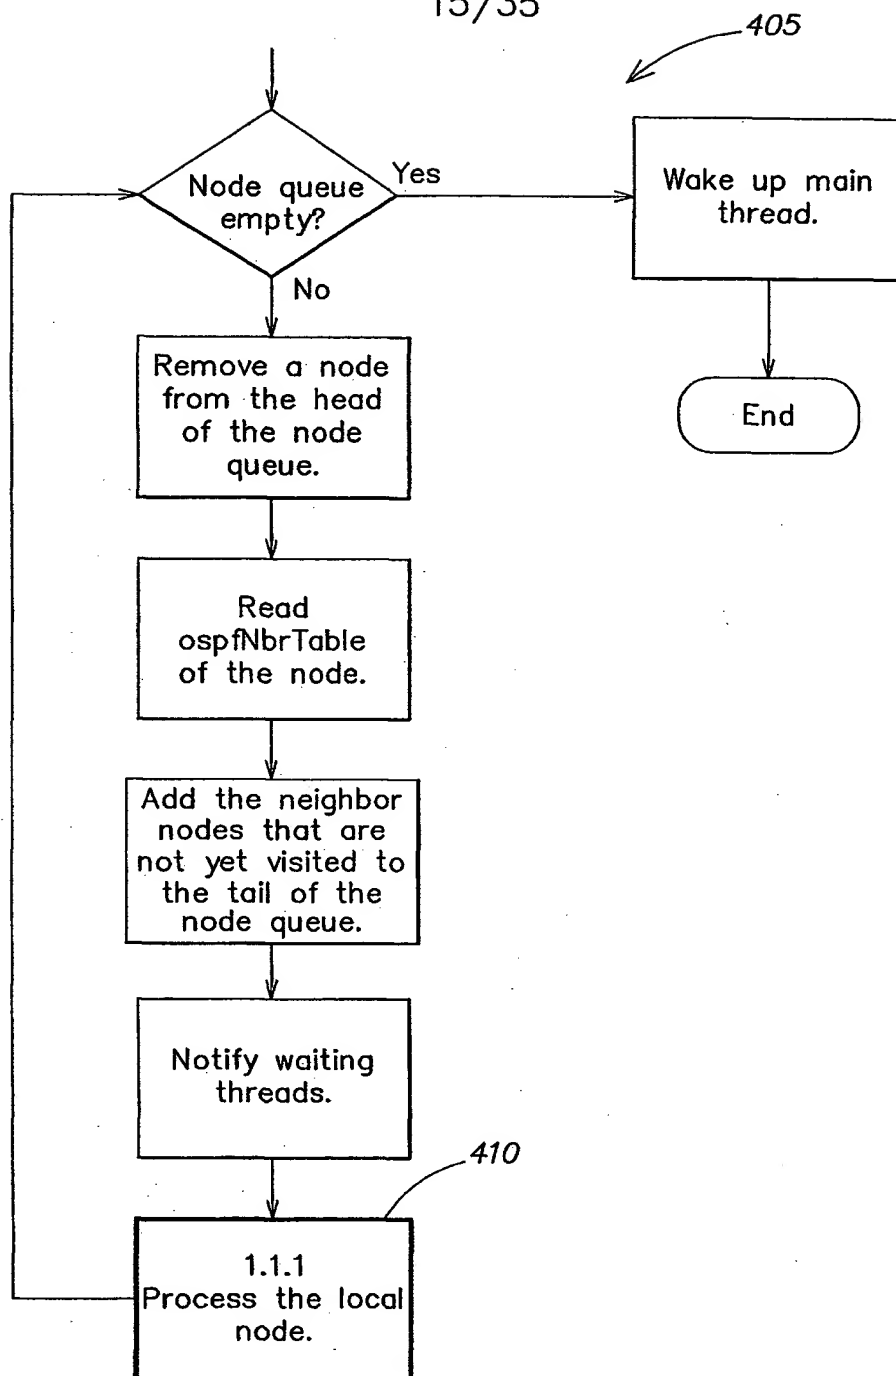 15/35
405
Node queue
empty?
Yes
Wake up main
thread.
No
End
Remove a node
from the head
of the node
queue.
Read
ospfNbrTable
of the node.
Add the neighbor
nodes that are
not yet visited to
the tail of the
node queue.
Notify waiting
threads.
410
1.1.1
Process the local
node.